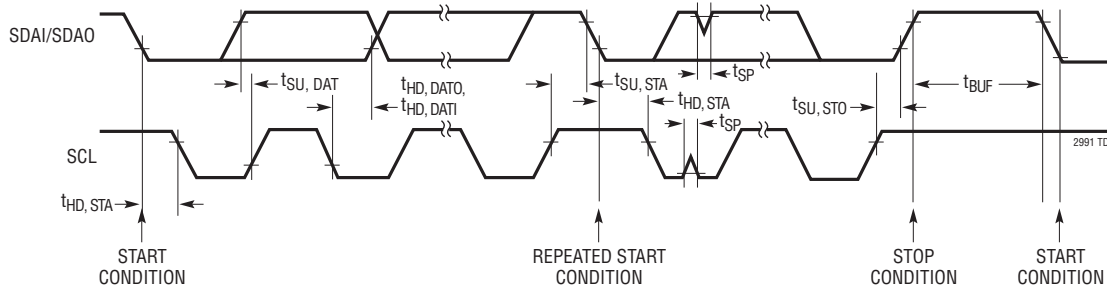 SDAI/SDAO
tSU, DAT
tHD, DATO,
tHD, DATI
tSU, STA
tHD, STA
tSP
tSP
tSU, STO
tBUF
SCL
2991 TD
tHD, STA
START
CONDITION
REPEATED START
CONDITION
STOP
CONDITION
START
CONDITION